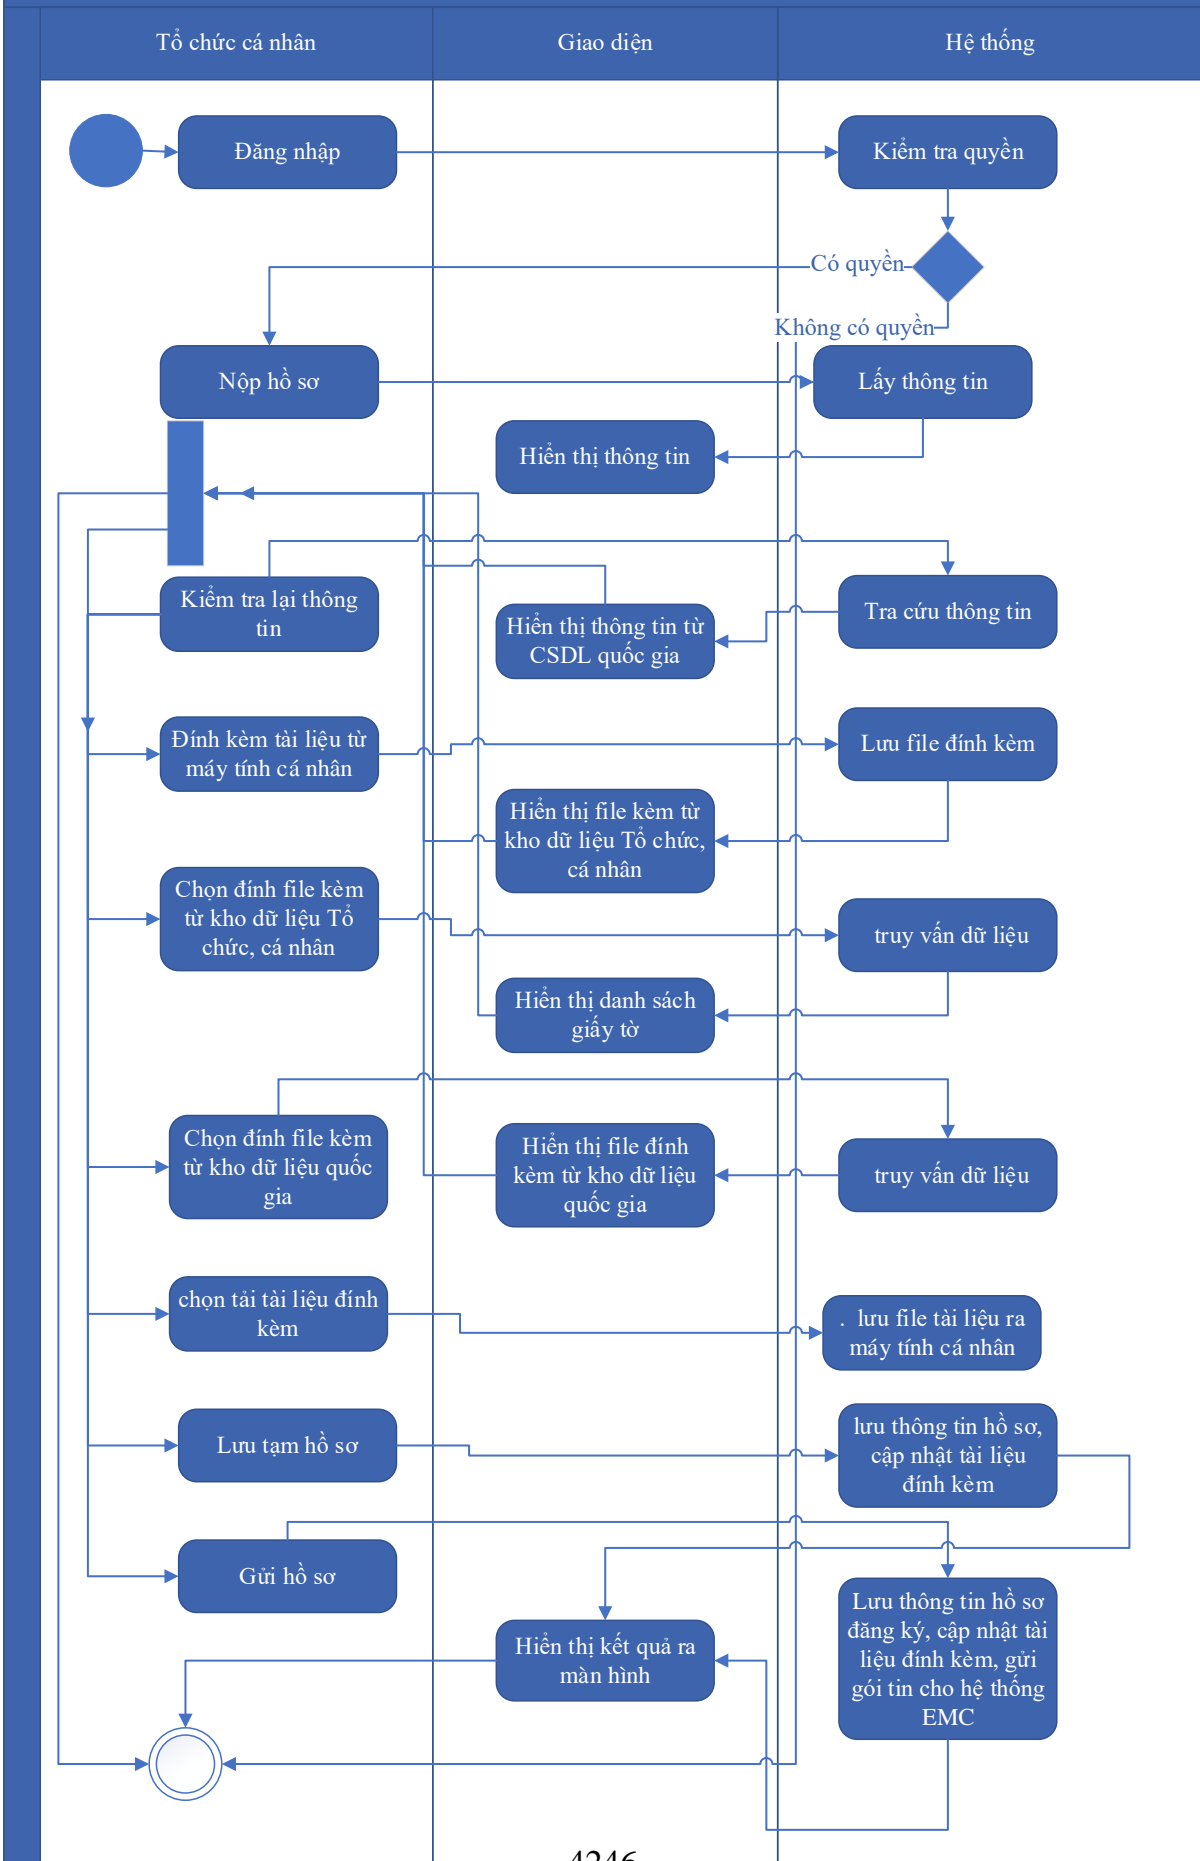 Tổ chức cá nhân
Giao diện
Hệ thống
Đăng nhập
Kiểm tra quyền
Có quyền
Không có quyền
Nộp hồ sơ
Lấy thông tin
Hiển thị thông tin
Kiểm tra lại thông
tin
Hiển thị thông tin từ
CSDL quốc gia
Tra cứu thông tin
Đính kèm tài liệu từ
máy tính cá nhân
Lưu file đính kèm
Hiển thị file kèm từ
kho dữ liệu Tổ chức,
cá nhân
Chọn đính file kèm
từ kho dữ liệu Tổ
chức, cá nhân
truy vấn dữ liệu
Hiển thị danh sách
giấy tờ
Chọn đính file kèm
từ kho dữ liệu quốc
gia
Hiển thị file đính
kèm từ kho dữ liệu
quốc gia
truy vấn dữ liệu
chọn tải tài liệu đính
kèm
. lưu file tài liệu ra
máy tính cá nhân
Lưu tạm hồ sơ
lưu thông tin hồ sơ,
cập nhật tài liệu
đính kèm
Gửi hồ sơ
Hiển thị kết quả ra
màn hình
Lưu thông tin hồ sơ
đăng ký, cập nhật tài
liệu đính kèm, gửi
gói tin cho hệ thống
EMC
4246